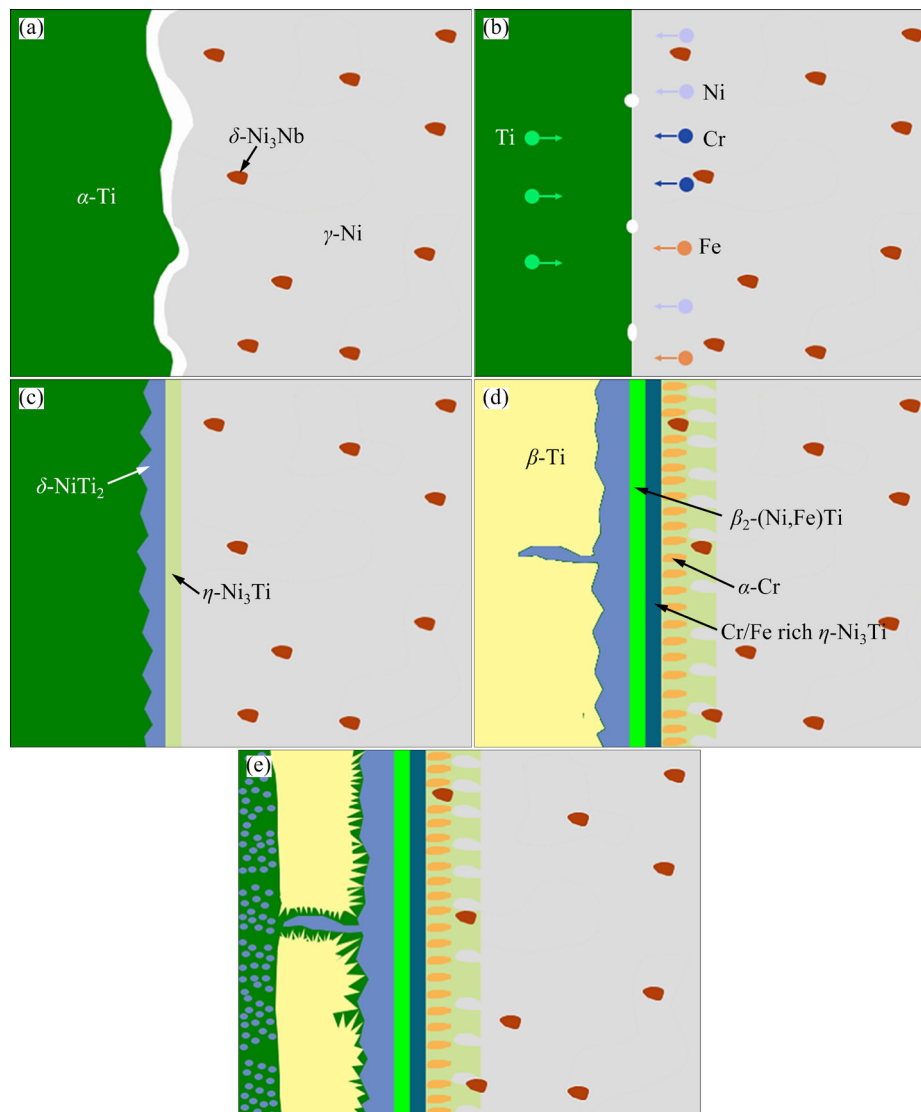 (a)
δ-Ni₃Nb
α-Ti
γ-Ni
(b)
Ni
Ti
Cr
Fe
(c)
δ-NiTi₂
η-Ni₃Ti
(d)
β-Ti
β₂-(Ni,Fe)Ti
α-Cr
Cr/Fe rich η-Ni₃Ti
(e)